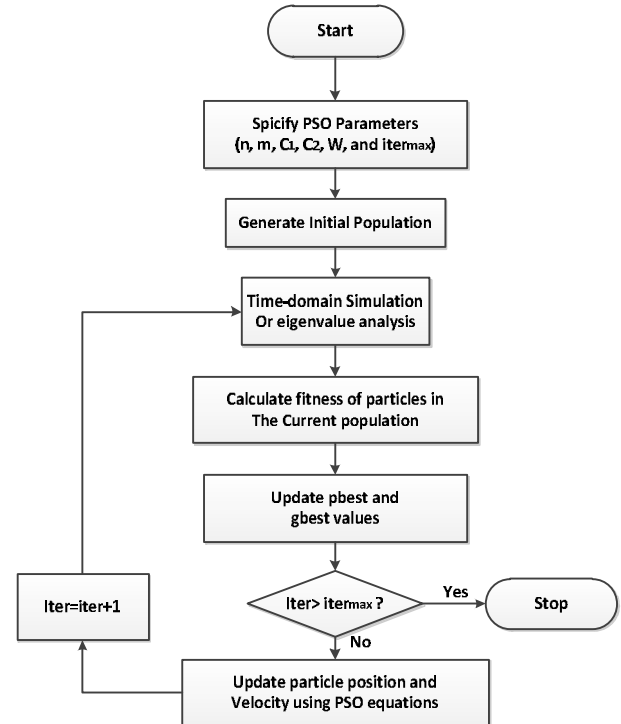 Start
Spicify PSO Parameters
(n, m, C1, C2, W, and itermax)
Generate Initial Population
Time-domain Simulation
Or eigenvalue analysis
Calculate fitness of particles in
The Current population
Update pbest and
gbest values
Iter> itermax ?
Yes
Stop
No
Update particle position and
Velocity using PSO equations
Iter=iter+1